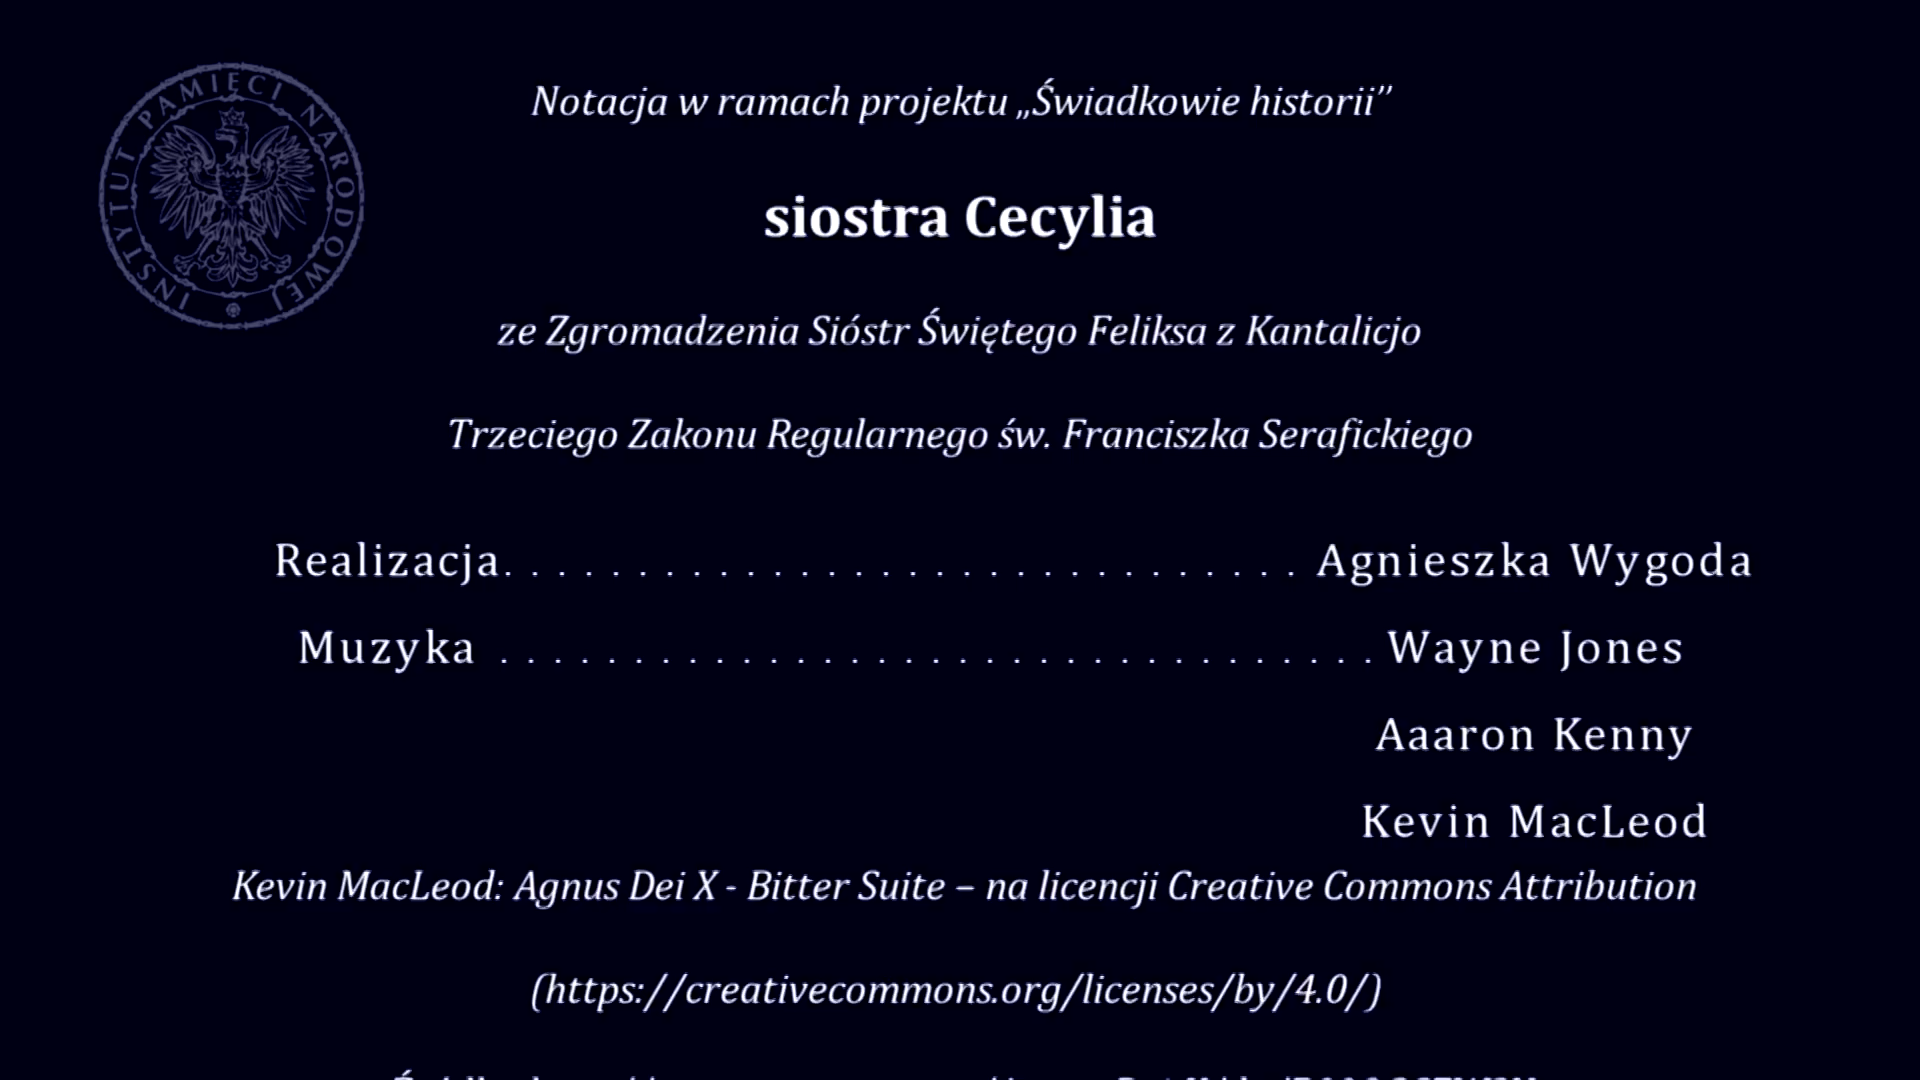 INSTYTUT PAMIĘCI NARODOWEJ
Notacja w ramach projektu „Świadkowie historii”
siostra Cecylia
ze Zgromadzenia Sióstr Świętego Feliksa z Kantalicjo
Trzeciego Zakonu Regularnego św. Franciszka Serafickiego
Realizacja. . . . . . . . . . . . . . . . . . . . . . . . . . . . . . Agnieszka Wygoda
Muzyka . . . . . . . . . . . . . . . . . . . . . . . . . . . . . . . . . Wayne Jones
Aaaron Kenny
Kevin MacLeod
Kevin MacLeod: Agnus Dei X - Bitter Suite – na licencji Creative Commons Attribution
(https://creativecommons.org/licenses/by/4.0/)